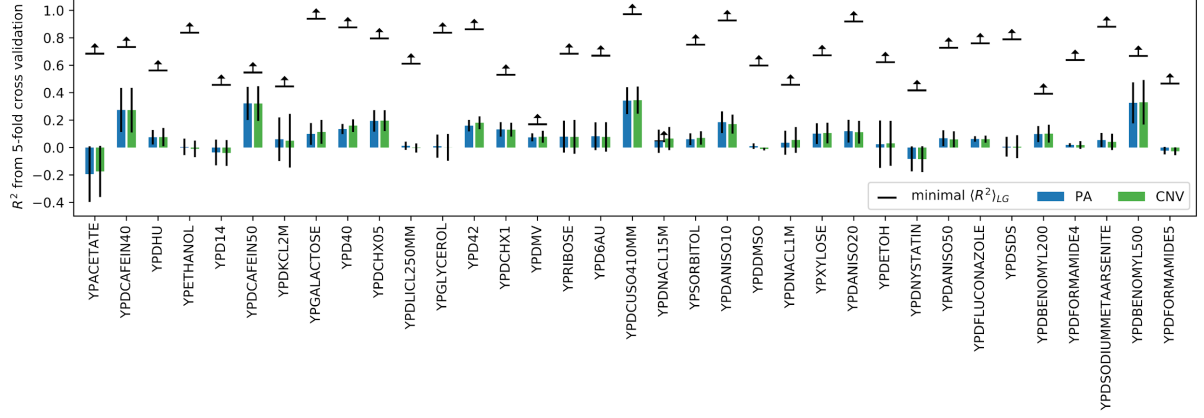 R² from 5-fold cross validation
1.0
0.8
0.6
0.4
0.2
0.0
−0.2
−0.4
minimal ⟨R²⟩LG
PA
CNV
YPACETATE
YPDCAFEIN40
YPDHU
YPETHANOL
YPD14
YPDCAFEIN50
YPDKCL2M
YPGALACTOSE
YPD40
YPDCHX05
YPDLICL250MM
YPGLYCEROL
YPD42
YPDCHX1
YPDMV
YPRIBOSE
YPD6AU
YPDCUSO410MM
YPDNACL15M
YPSORBITOL
YPDANISO10
YPDDMSO
YPDNACL1M
YPXYLOSE
YPDANISO20
YPDETOH
YPDNYSTATIN
YPDANISO50
YPDFLUCONAZOLE
YPDSDS
YPDBENOMYL200
YPDFORMAMIDE4
YPDSODIUMMETAARSENITE
YPDBENOMYL500
YPDFORMAMIDE5